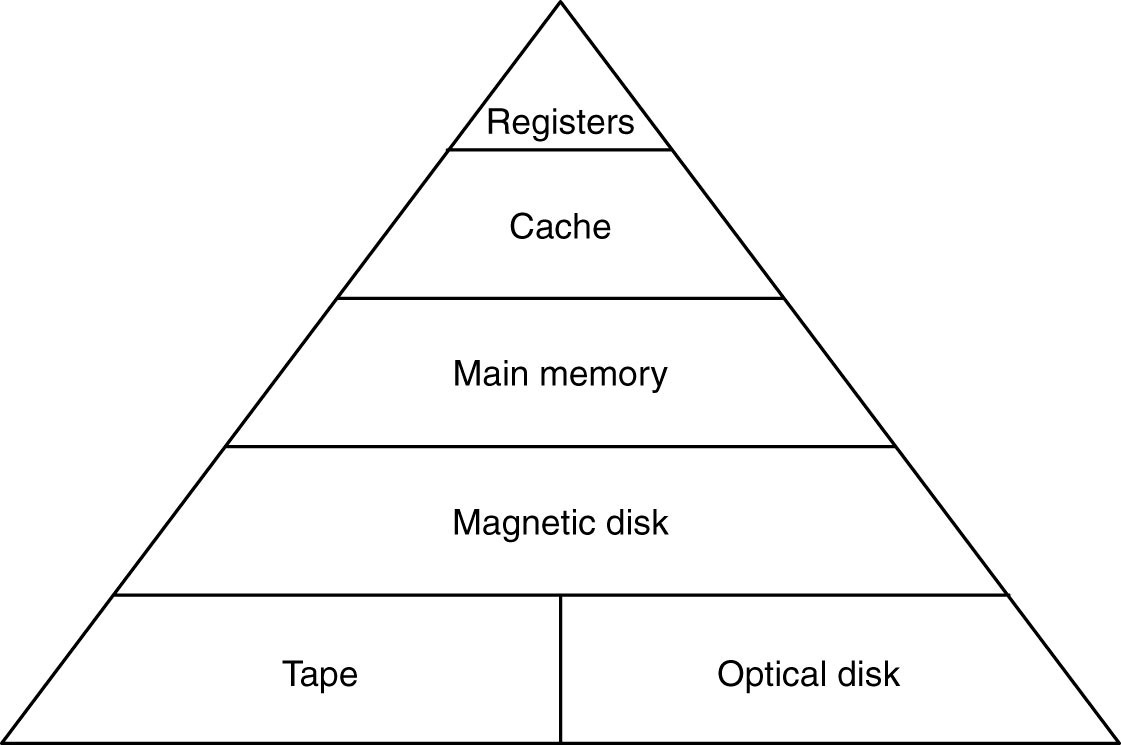 Registers
Cache
Main memory
Magnetic disk
Tape
Optical disk